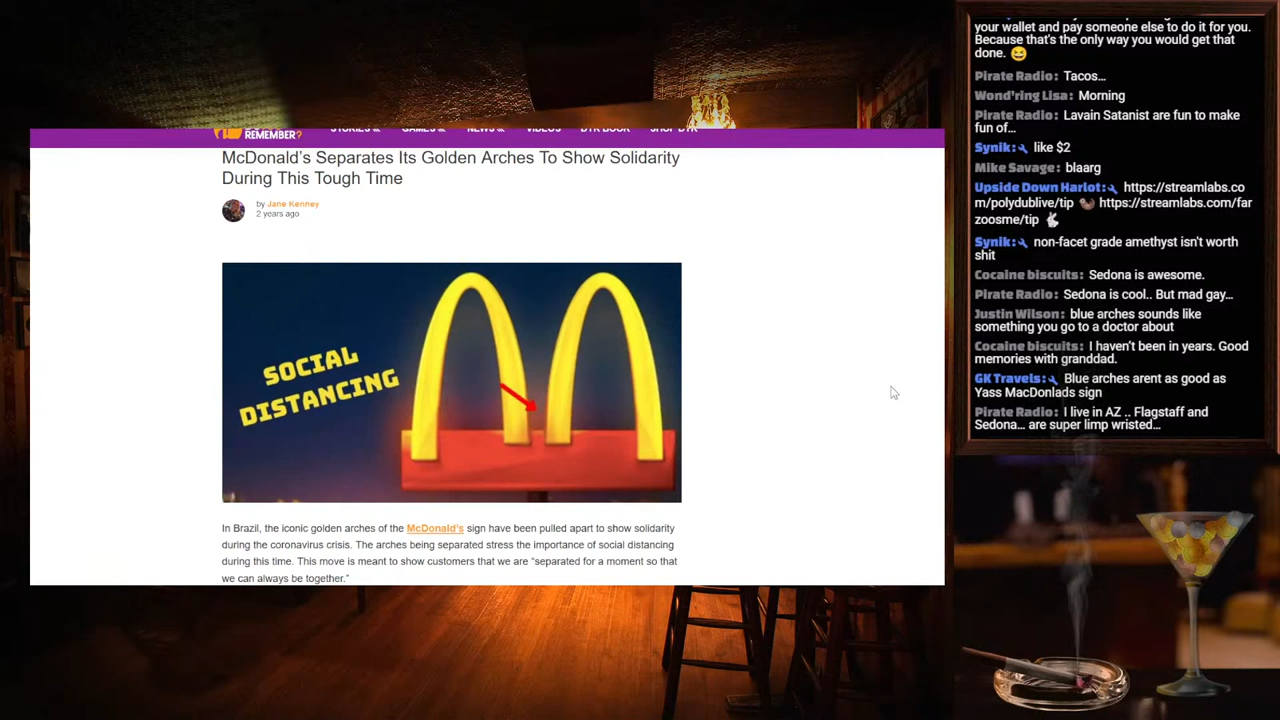 REMEMBER?
STORIES
GAMES
NEWS
VIDEOS
DYR BOOK
SHOP DYR
McDonald's Separates Its Golden Arches To Show Solidarity
During This Tough Time
by Jane Kenney
2 years ago
SOCIAL
DISTANCING
In Brazil, the iconic golden arches of the McDonald's sign have been pulled apart to show solidarity
during the coronavirus crisis. The arches being separated stress the importance of social distancing
during this time. This move is meant to show customers that we are “separated for a moment so that
we can always be together.”
your wallet and pay someone else to do it for you.
Because that's the only way you would get that
done. 😆
Pirate Radio: Tacos...
Wond'ring Lisa: Morning
Pirate Radio: Lavain Satanist are fun to make
fun of...
Synik: like $2
Mike Savage: blaarg
Upside Down Harlot: https://streamlabs.co
m/polydublive/tip 🦦 https://streamlabs.com/far
zoosme/tip 🐇
Synik: non-facet grade amethyst isn't worth
shit
Cocaine biscuits: Sedona is awesome.
Pirate Radio: Sedona is cool.. But mad gay...
Justin Wilson: blue arches sounds like
something you go to a doctor about
Cocaine biscuits: I haven't been in years. Good
memories with granddad.
GK Travels: Blue arches arent as good as
Yass MacDonlads sign
Pirate Radio: I live in AZ .. Flagstaff and
Sedona... are super limp wristed...